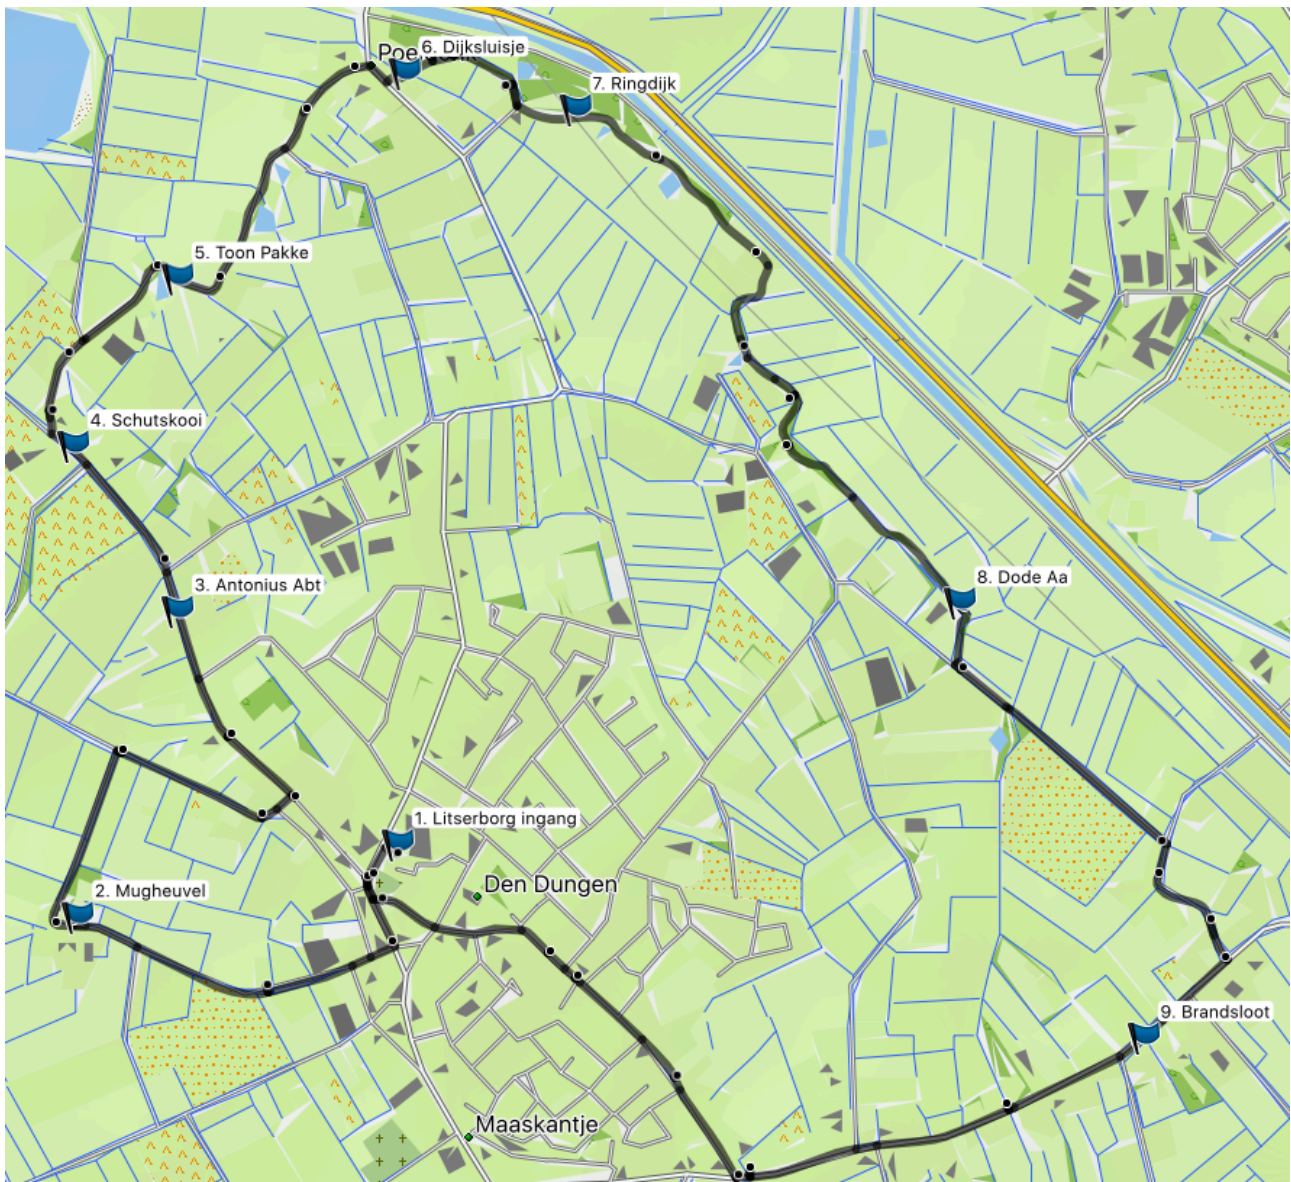 Poe
6. Dijksluisje
7. Ringdijk
5. Toon Pakke
4. Schutskooi
8. Dode Aa
3. Antonius Abt
1. Litserborg ingang
Den Dungen
2. Mugheuvel
9. Brandsloot
Maaskantje